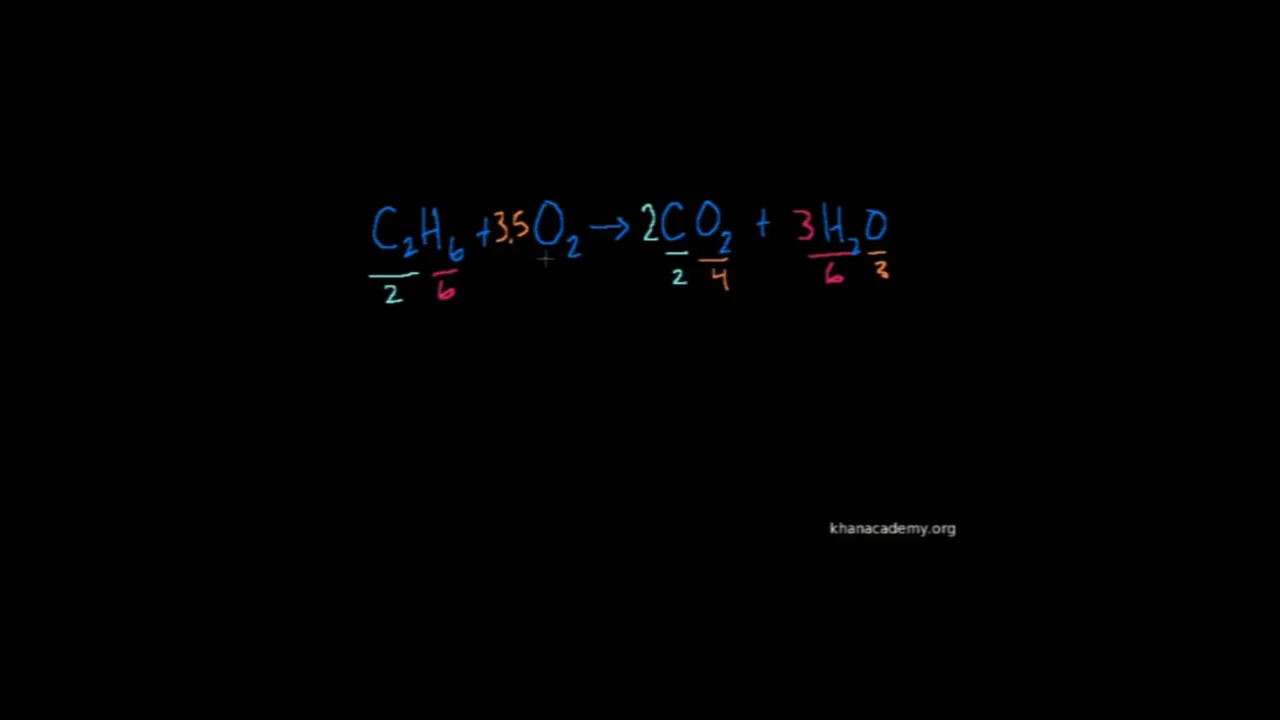 C₂H₆ + 3.5O₂ → 2CO₂ + 3H₂O
2 6 2 4 6 3
khanacademy.org